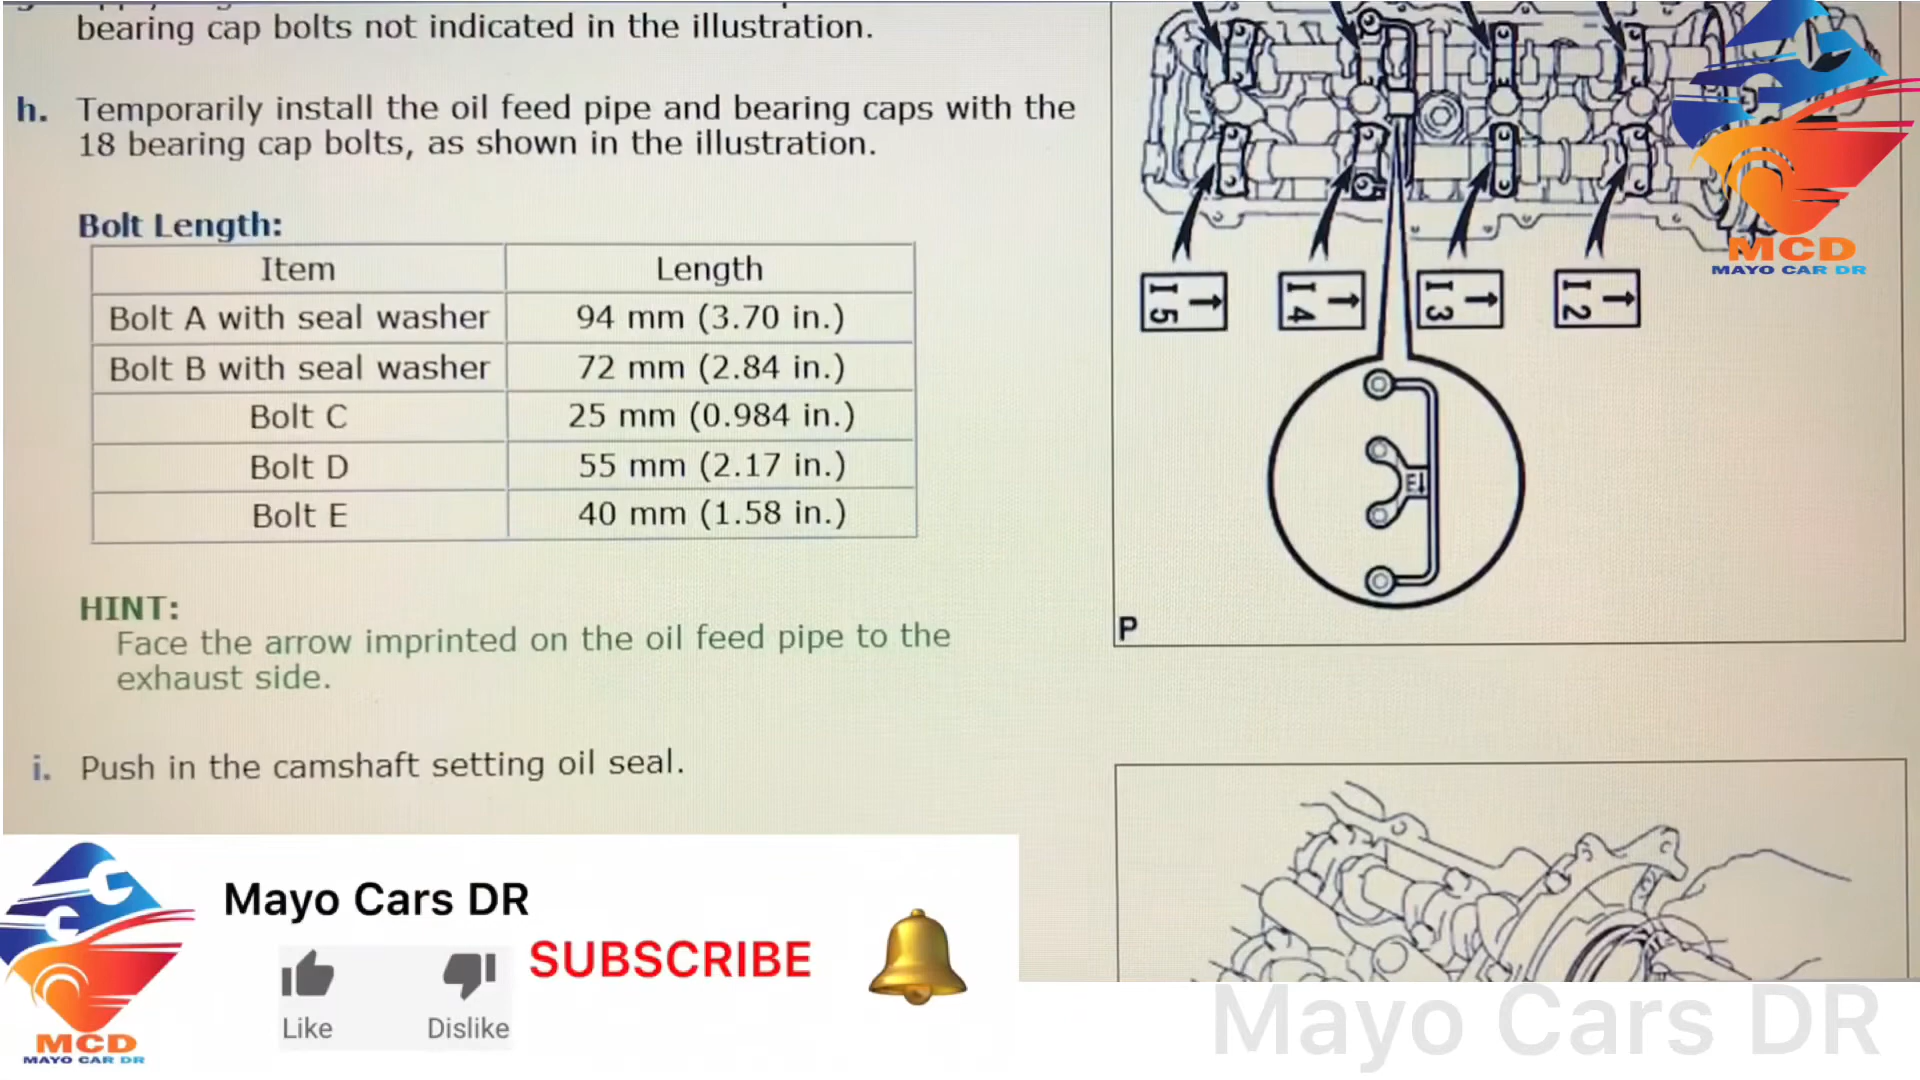 bearing cap bolts not indicated in the illustration.
h. Temporarily install the oil feed pipe and bearing caps with the
18 bearing cap bolts, as shown in the illustration.
Bolt Length:
Item Length
Bolt A with seal washer 94 mm (3.70 in.)
Bolt B with seal washer 72 mm (2.84 in.)
Bolt C 25 mm (0.984 in.)
Bolt D 55 mm (2.17 in.)
Bolt E 40 mm (1.58 in.)
HINT:
Face the arrow imprinted on the oil feed pipe to the
exhaust side.
i. Push in the camshaft setting oil seal.
I 5
I 4
I 3
I 2
E
P
MCD
MAYO CAR DR
Mayo Cars DR
Like
Dislike
SUBSCRIBE
MCD
MAYO CAR DR
Mayo Cars DR